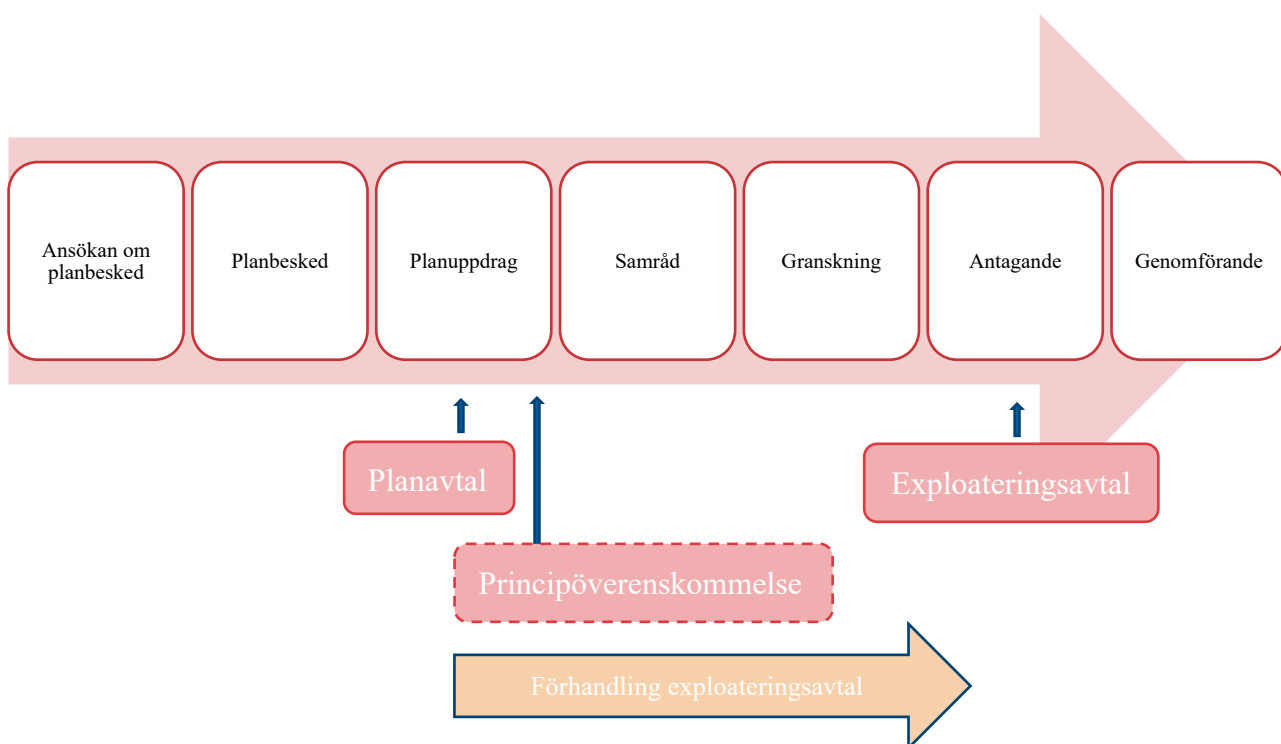 Ansökan om
planbesked
Planbesked
Planuppdrag
Samråd
Granskning
Antagande
Genomförande
Planavtal
Exploateringsavtal
Principöverenskommelse
Förhandling exploateringsavtal